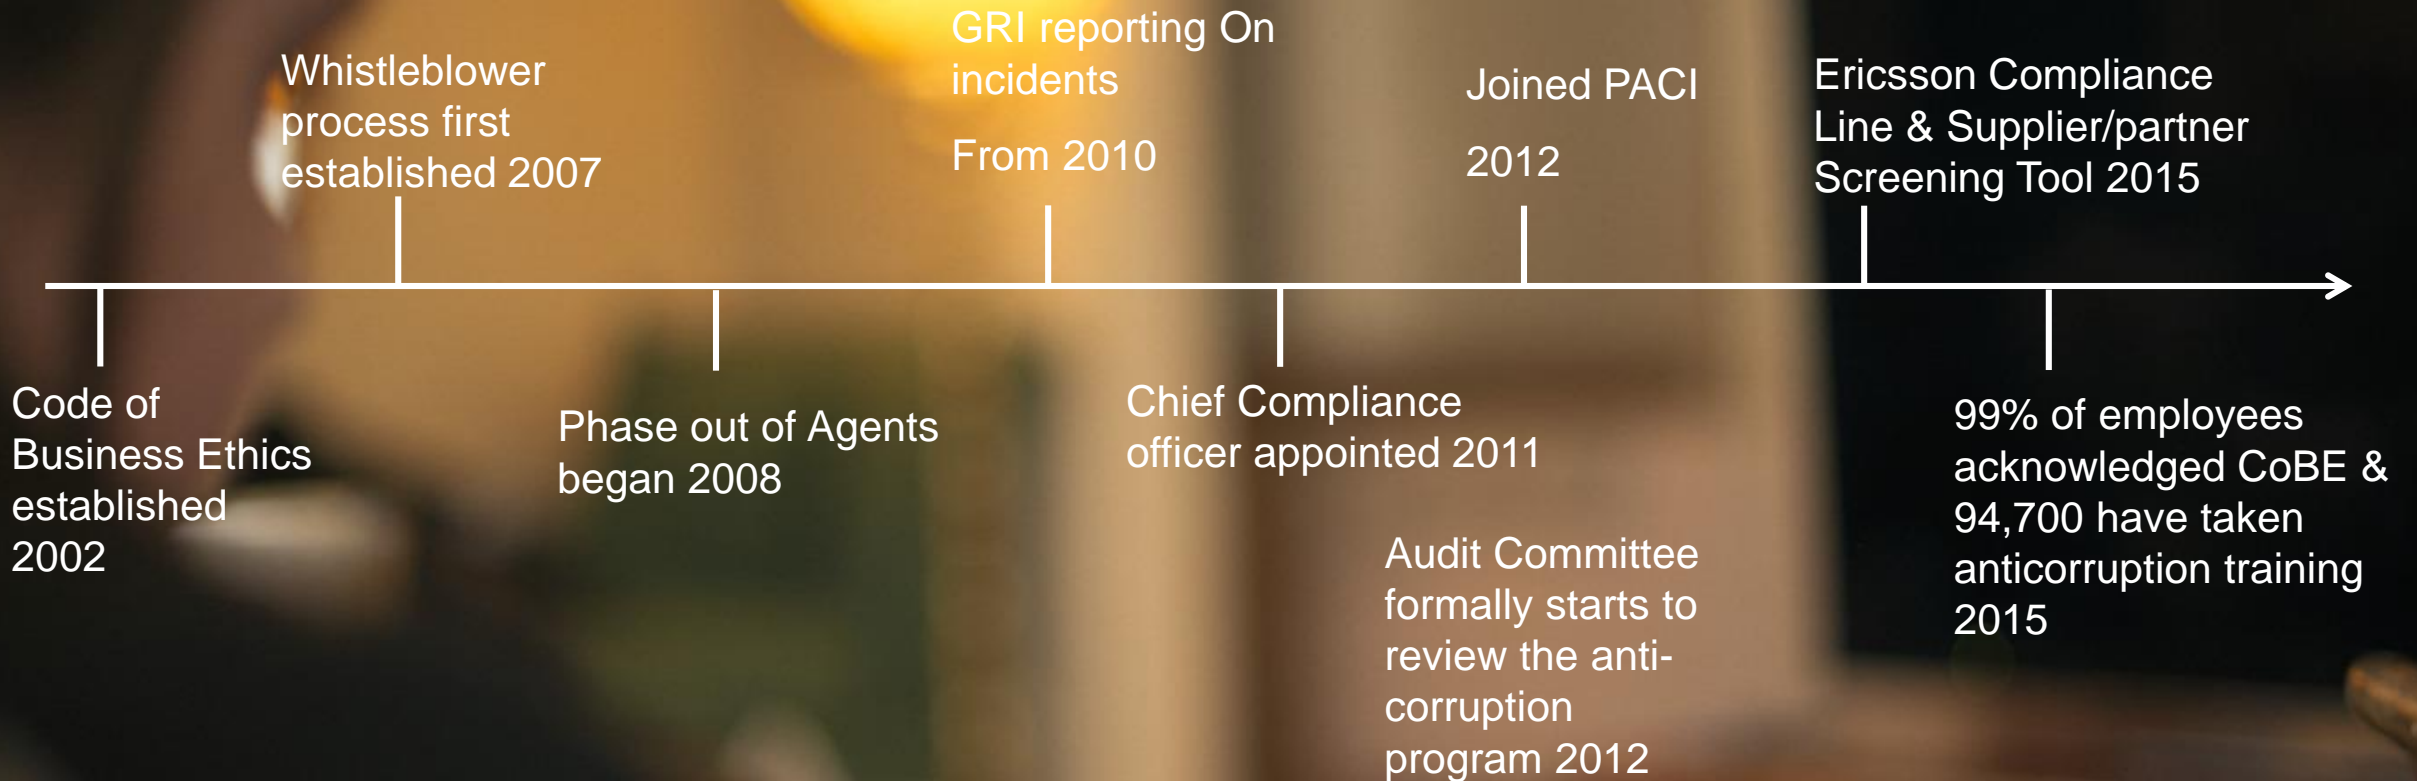 Code of
Business Ethics
established
2002
Whistleblower
process first
established 2007
Phase out of Agents
began 2008
GRI reporting On
incidents
From 2010
Chief Compliance
officer appointed 2011
Joined PACI
2012
Audit Committee
formally starts to
review the anti-
corruption
program 2012
Ericsson Compliance
Line & Supplier/partner
Screening Tool 2015
99% of employees
acknowledged CoBE &
94,700 have taken
anticorruption training
2015